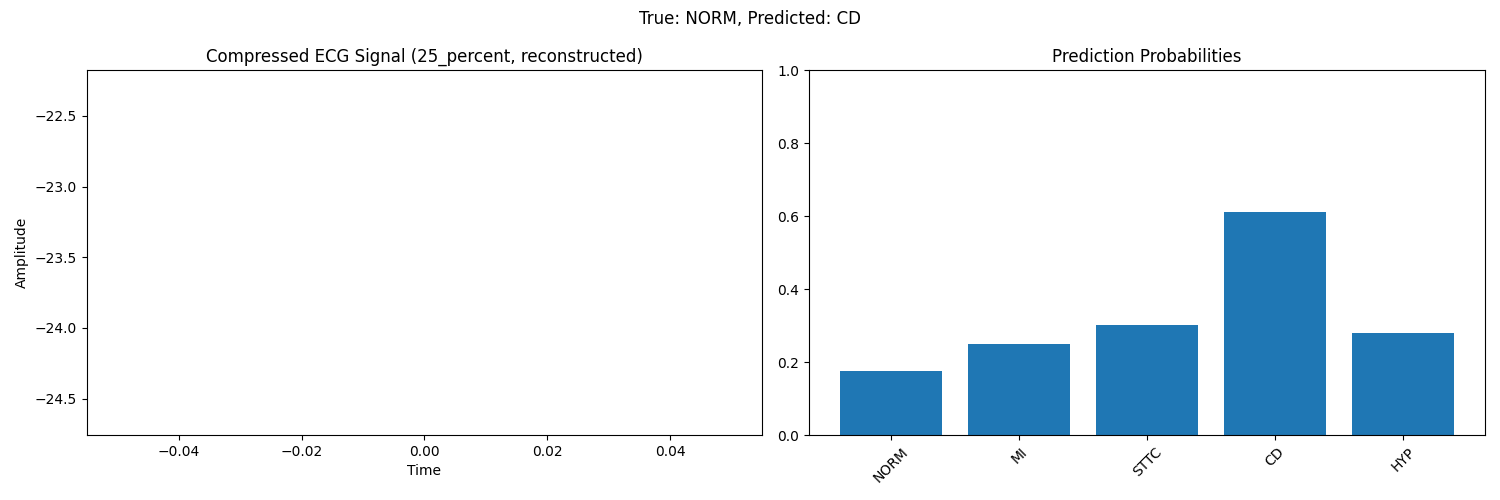 True: NORM, Predicted: CD
Compressed ECG Signal (25_percent, reconstructed)
−22.5
−23.0
−23.5
−24.0
−24.5
Amplitude
−0.04
−0.02
0.00
0.02
0.04
Time
Prediction Probabilities
1.0
0.8
0.6
0.4
0.2
0.0
NORM
MI
STTC
CD
HYP